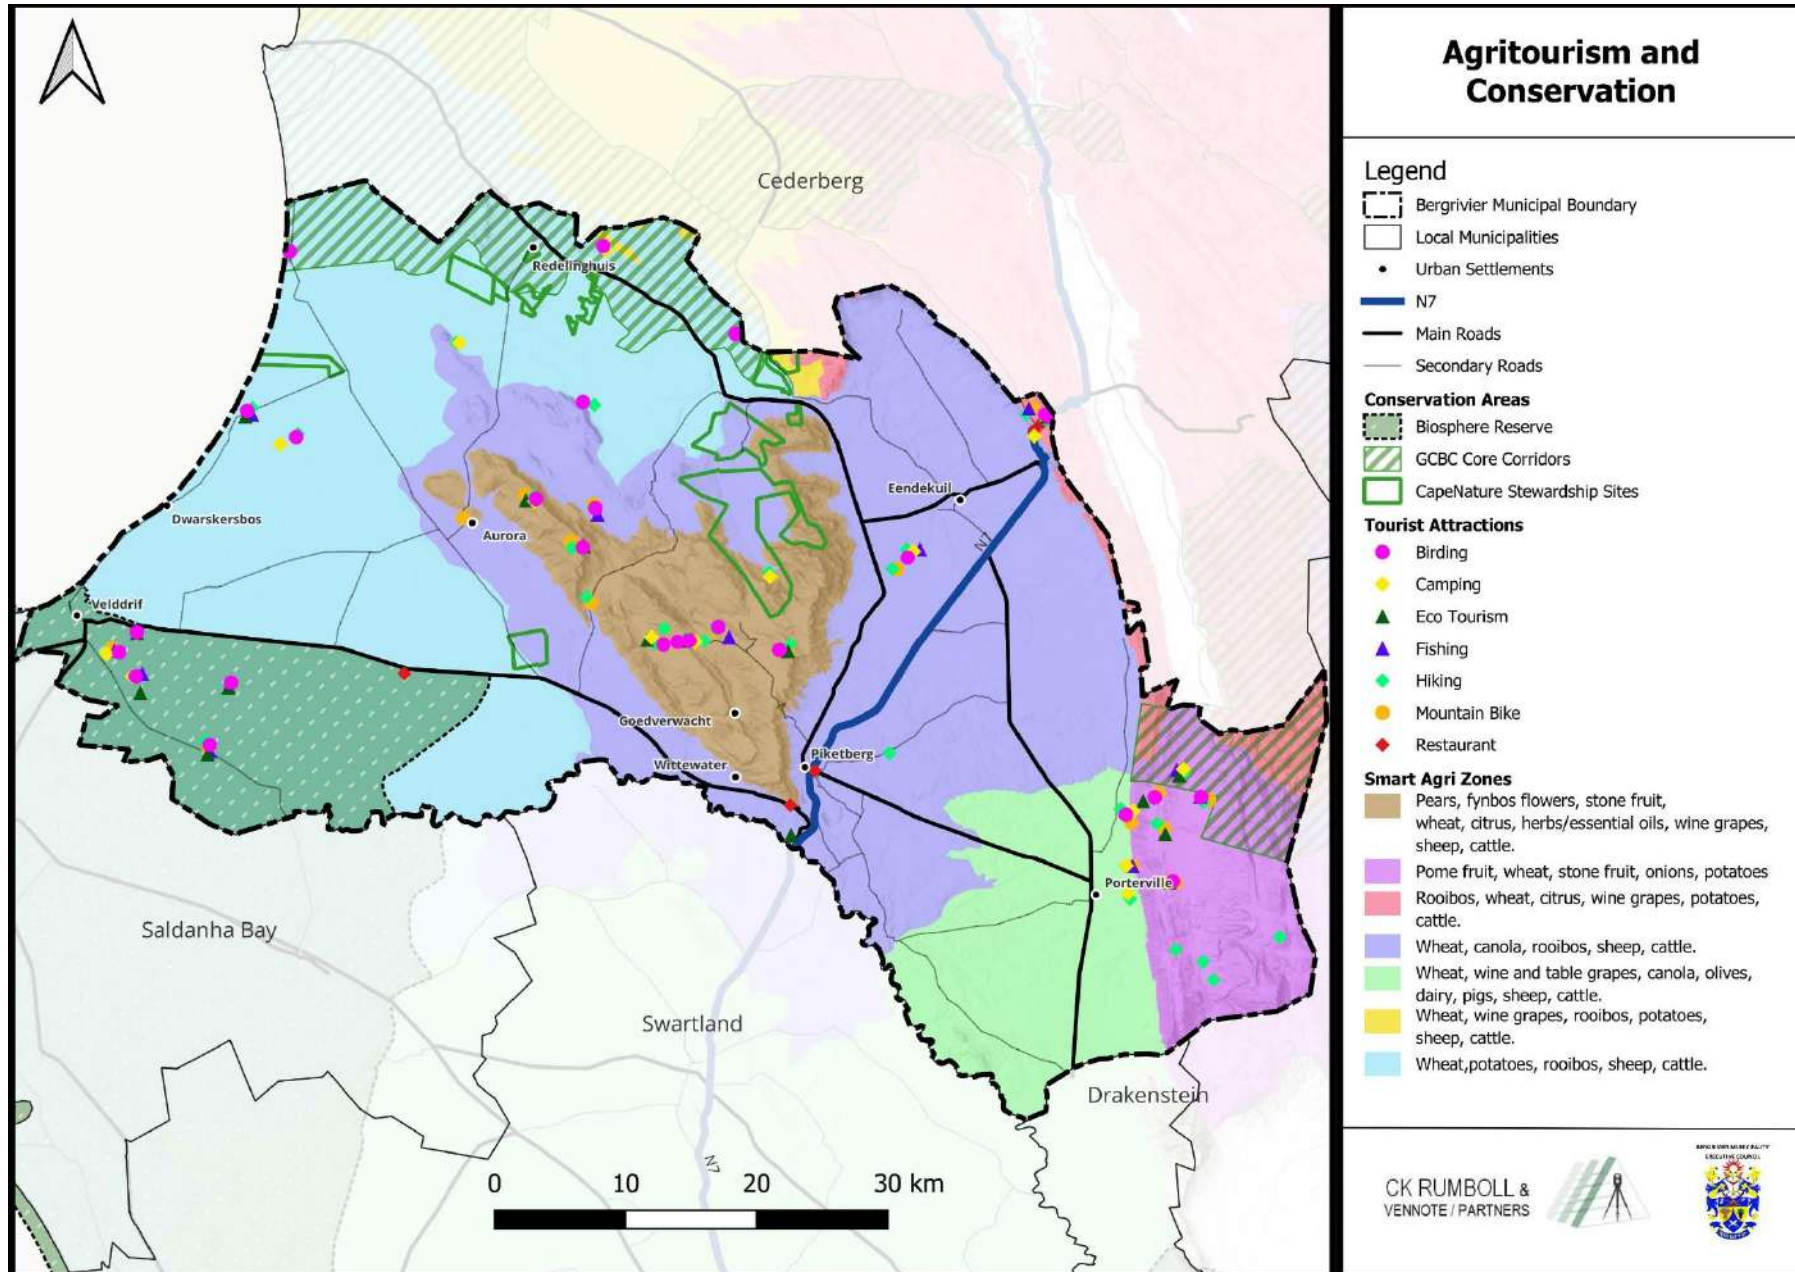 Agritourism and
Conservation
Legend
Bergrivier Municipal Boundary
Local Municipalities
Urban Settlements
N7
Main Roads
Secondary Roads
Conservation Areas
Biosphere Reserve
GCBC Core Corridors
CapeNature Stewardship Sites
Tourist Attractions
Birding
Camping
Eco Tourism
Fishing
Hiking
Mountain Bike
Restaurant
Smart Agri Zones
Pears, fynbos flowers, stone fruit,
wheat, citrus, herbs/essential oils, wine grapes,
sheep, cattle.
Pome fruit, wheat, stone fruit, onions, potatoes
Rooibos, wheat, citrus, wine grapes, potatoes,
cattle.
Wheat, canola, rooibos, sheep, cattle.
Wheat, wine and table grapes, canola, olives,
dairy, pigs, sheep, cattle.
Wheat, wine grapes, rooibos, potatoes,
sheep, cattle.
Wheat,potatoes, rooibos, sheep, cattle.
CK RUMBOLL &
VENNOTE / PARTNERS
EXECUTIVE COUNCIL
Cederberg
Redelinghuis
Eendekuil
Dwarskersbos
Aurora
N7
Velddrif
Goedverwacht
Piketberg
Wittewater
Porterville
Saldanha Bay
Swartland
Drakenstein
N7
0 10 20 30 km